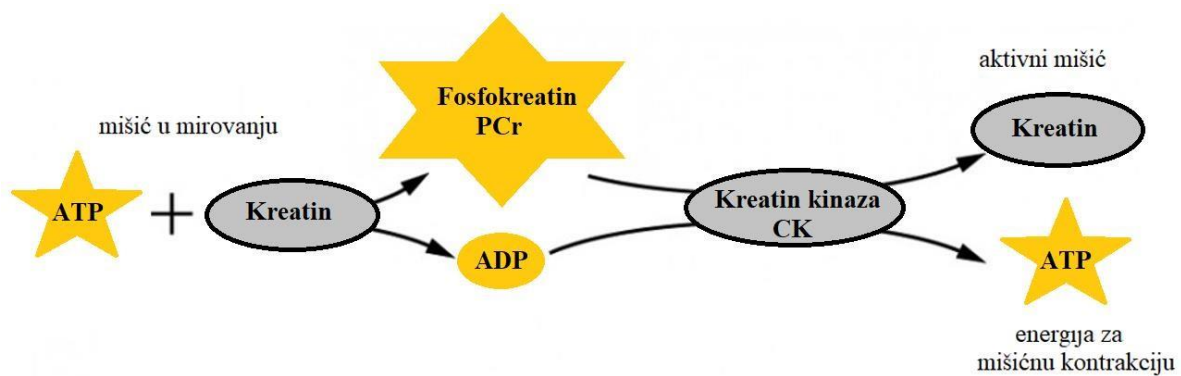 mišić u mirovanju
ATP
+
Kreatin
Fosfokreatin
PCr
ADP
Kreatin kinaza
CK
aktivni mišić
Kreatin
ATP
energija za
mišićnu kontrakciju